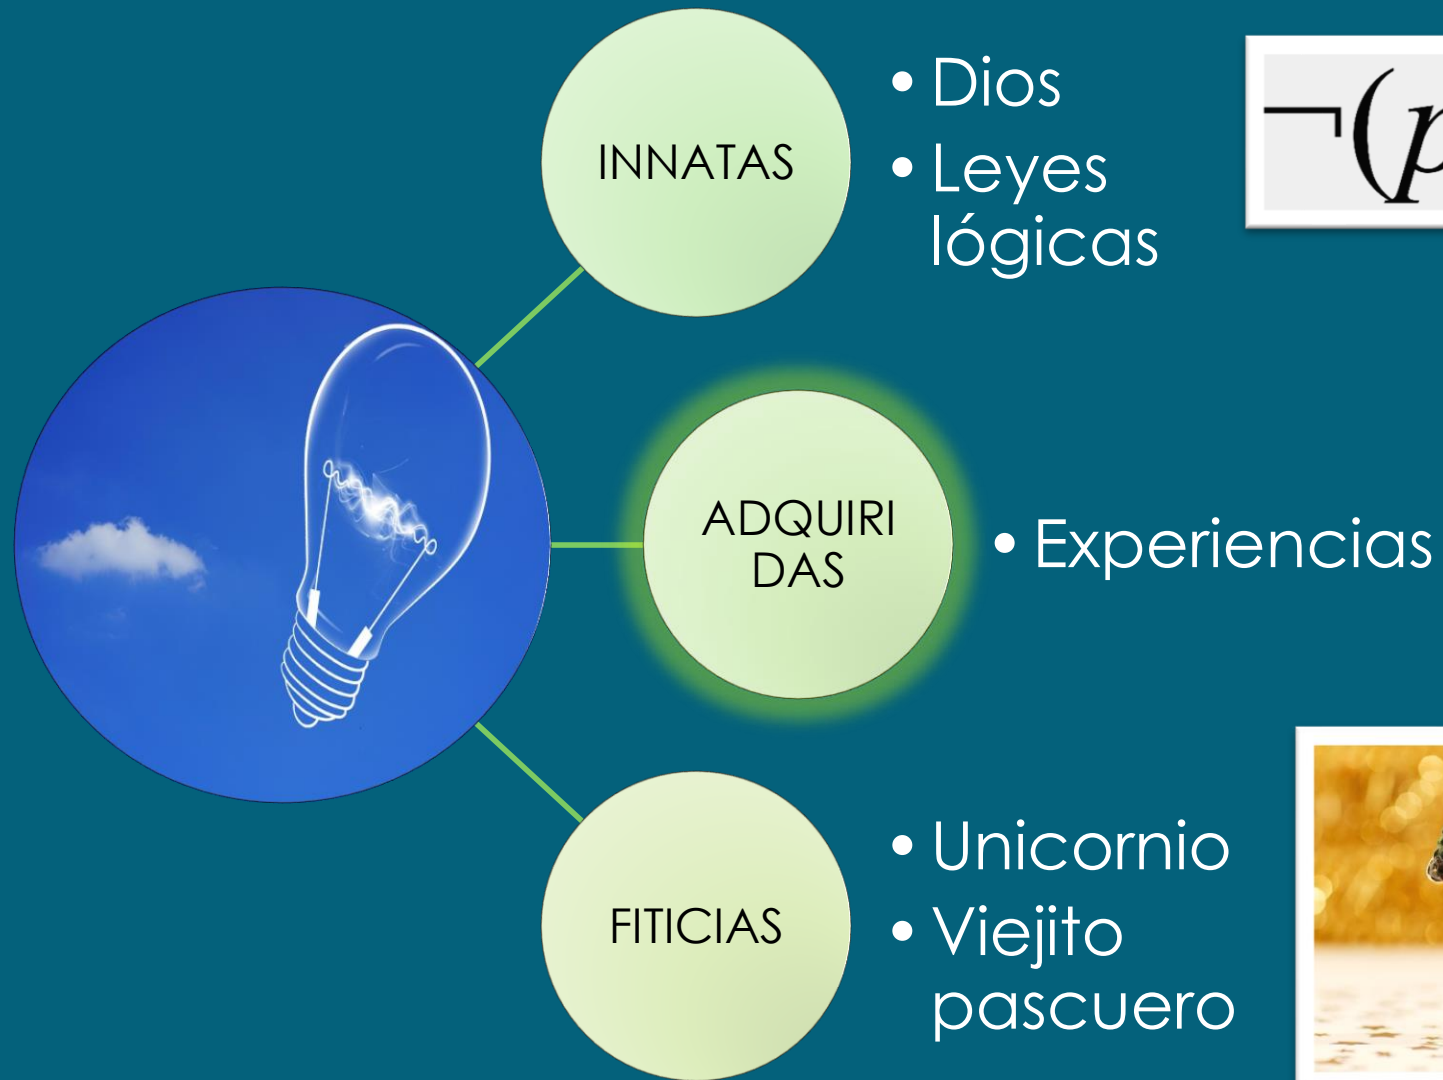 INNATAS
• Dios
• Leyes
lógicas
¬(p
ADQUIRI
DAS
• Experiencias
FITICIAS
• Unicornio
• Viejito
pascuero